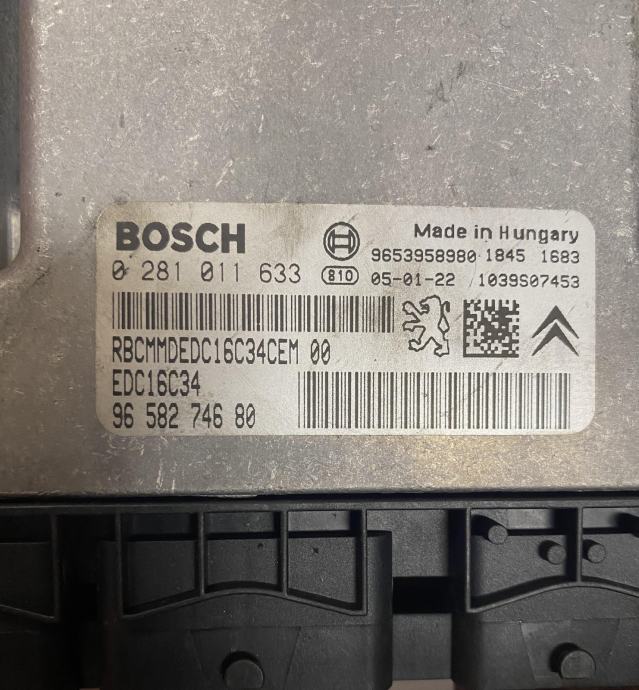 BOSCH
Made in Hungary
9653958980 1845 1683
0 281 011 633 810 05-01-22 1039S07453
RBCMMDEDC16C34CEM 00
EDC16C34
96 582 746 80